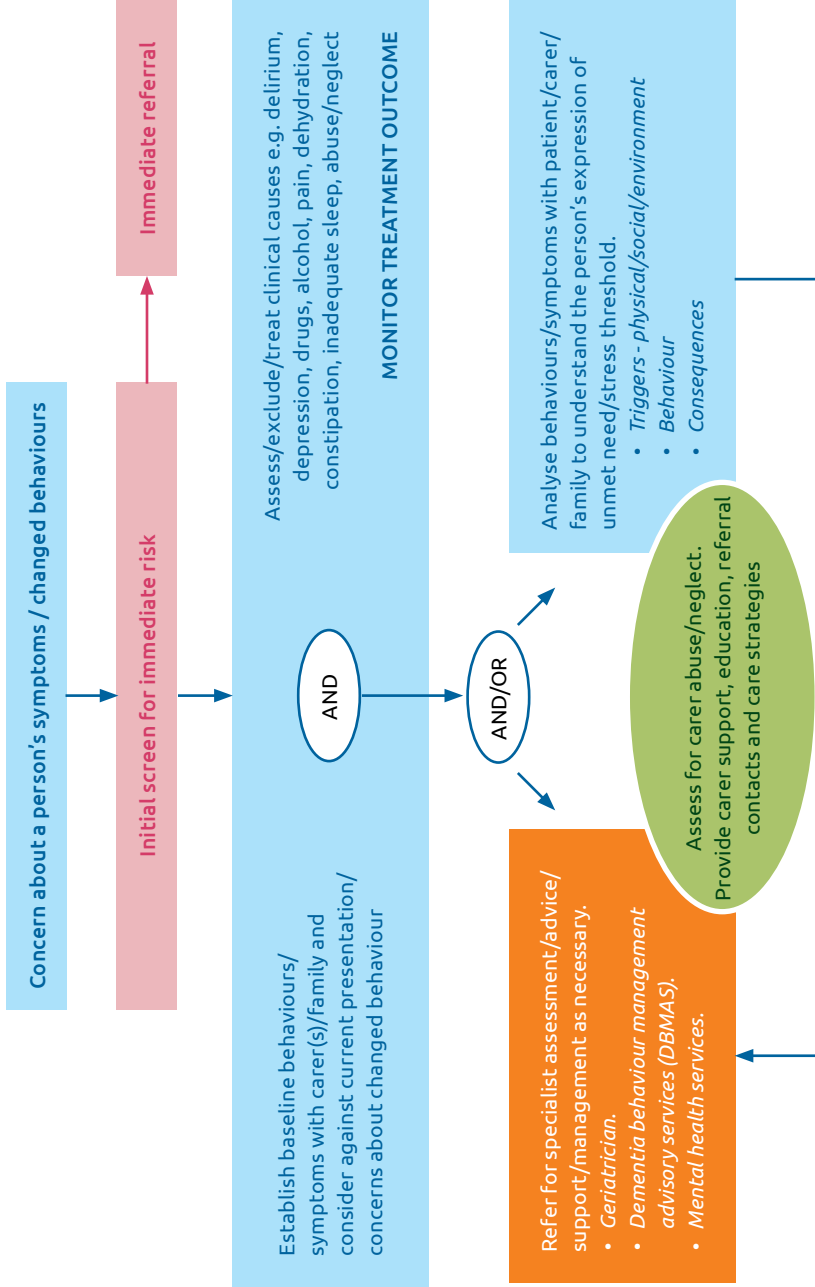 Concern about a person's symptoms / changed behaviours
Initial screen for immediate risk
Immediate referral
Establish baseline behaviours/
symptoms with carer(s)/family and
consider against current presentation/
concerns about changed behaviour
AND
Assess/exclude/treat clinical causes e.g. delirium,
depression, drugs, alcohol, pain, dehydration,
constipation, inadequate sleep, abuse/neglect
MONITOR TREATMENT OUTCOME
AND/OR
Refer for specialist assessment/advice/
support/management as necessary.
• Geriatrician.
• Dementia behaviour management
advisory services (DBMAS).
• Mental health services.
Analyse behaviours/symptoms with patient/carer/
family to understand the person's expression of
unmet need/stress threshold.
• Triggers - physical/social/environment
• Behaviour
• Consequences
Assess for carer abuse/neglect.
Provide carer support, education, referral
contacts and care strategies